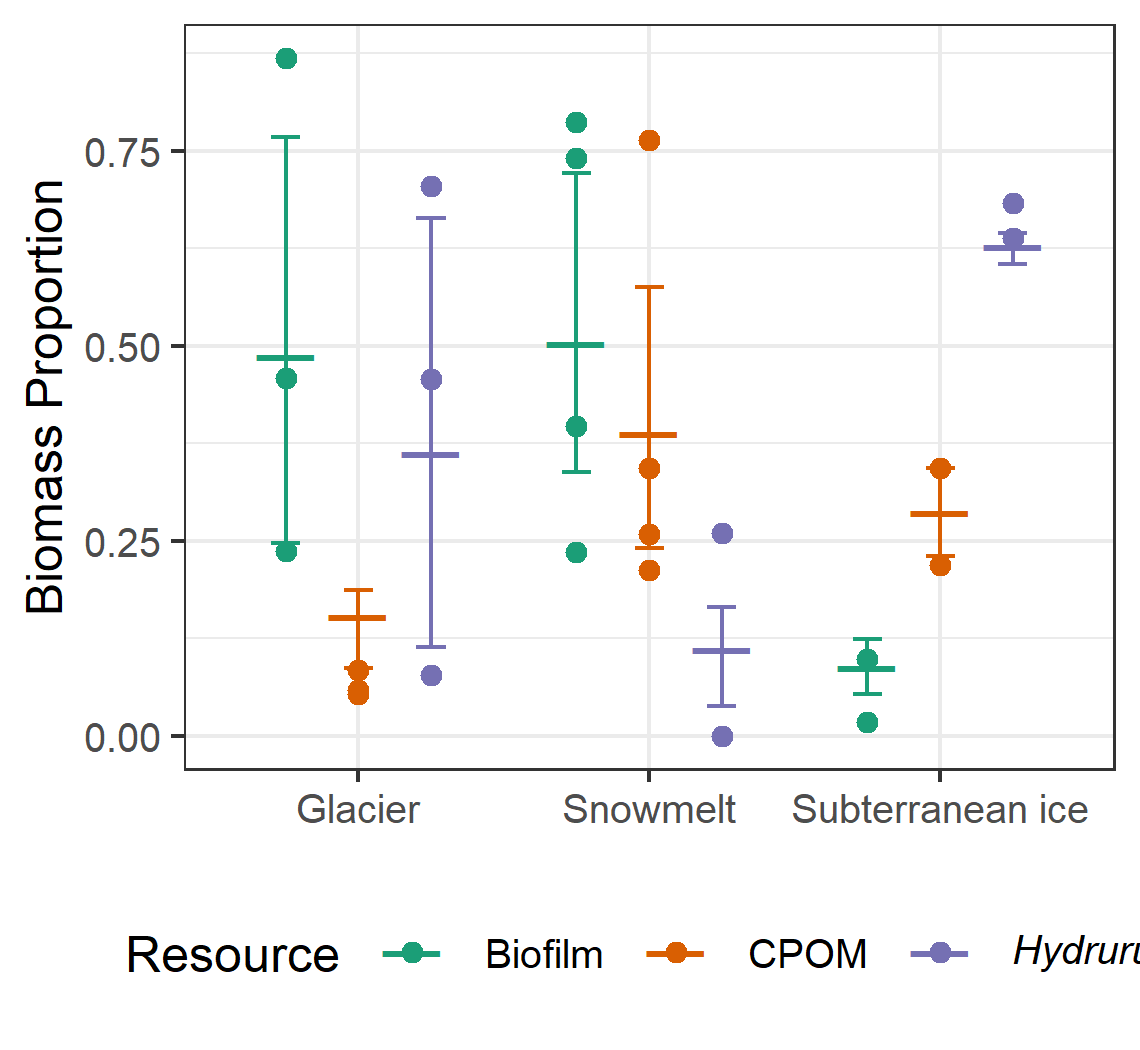 Biomass Proportion
0.75
0.50
0.25
0.00
Glacier Snowmelt Subterranean ice
Resource Biofilm CPOM